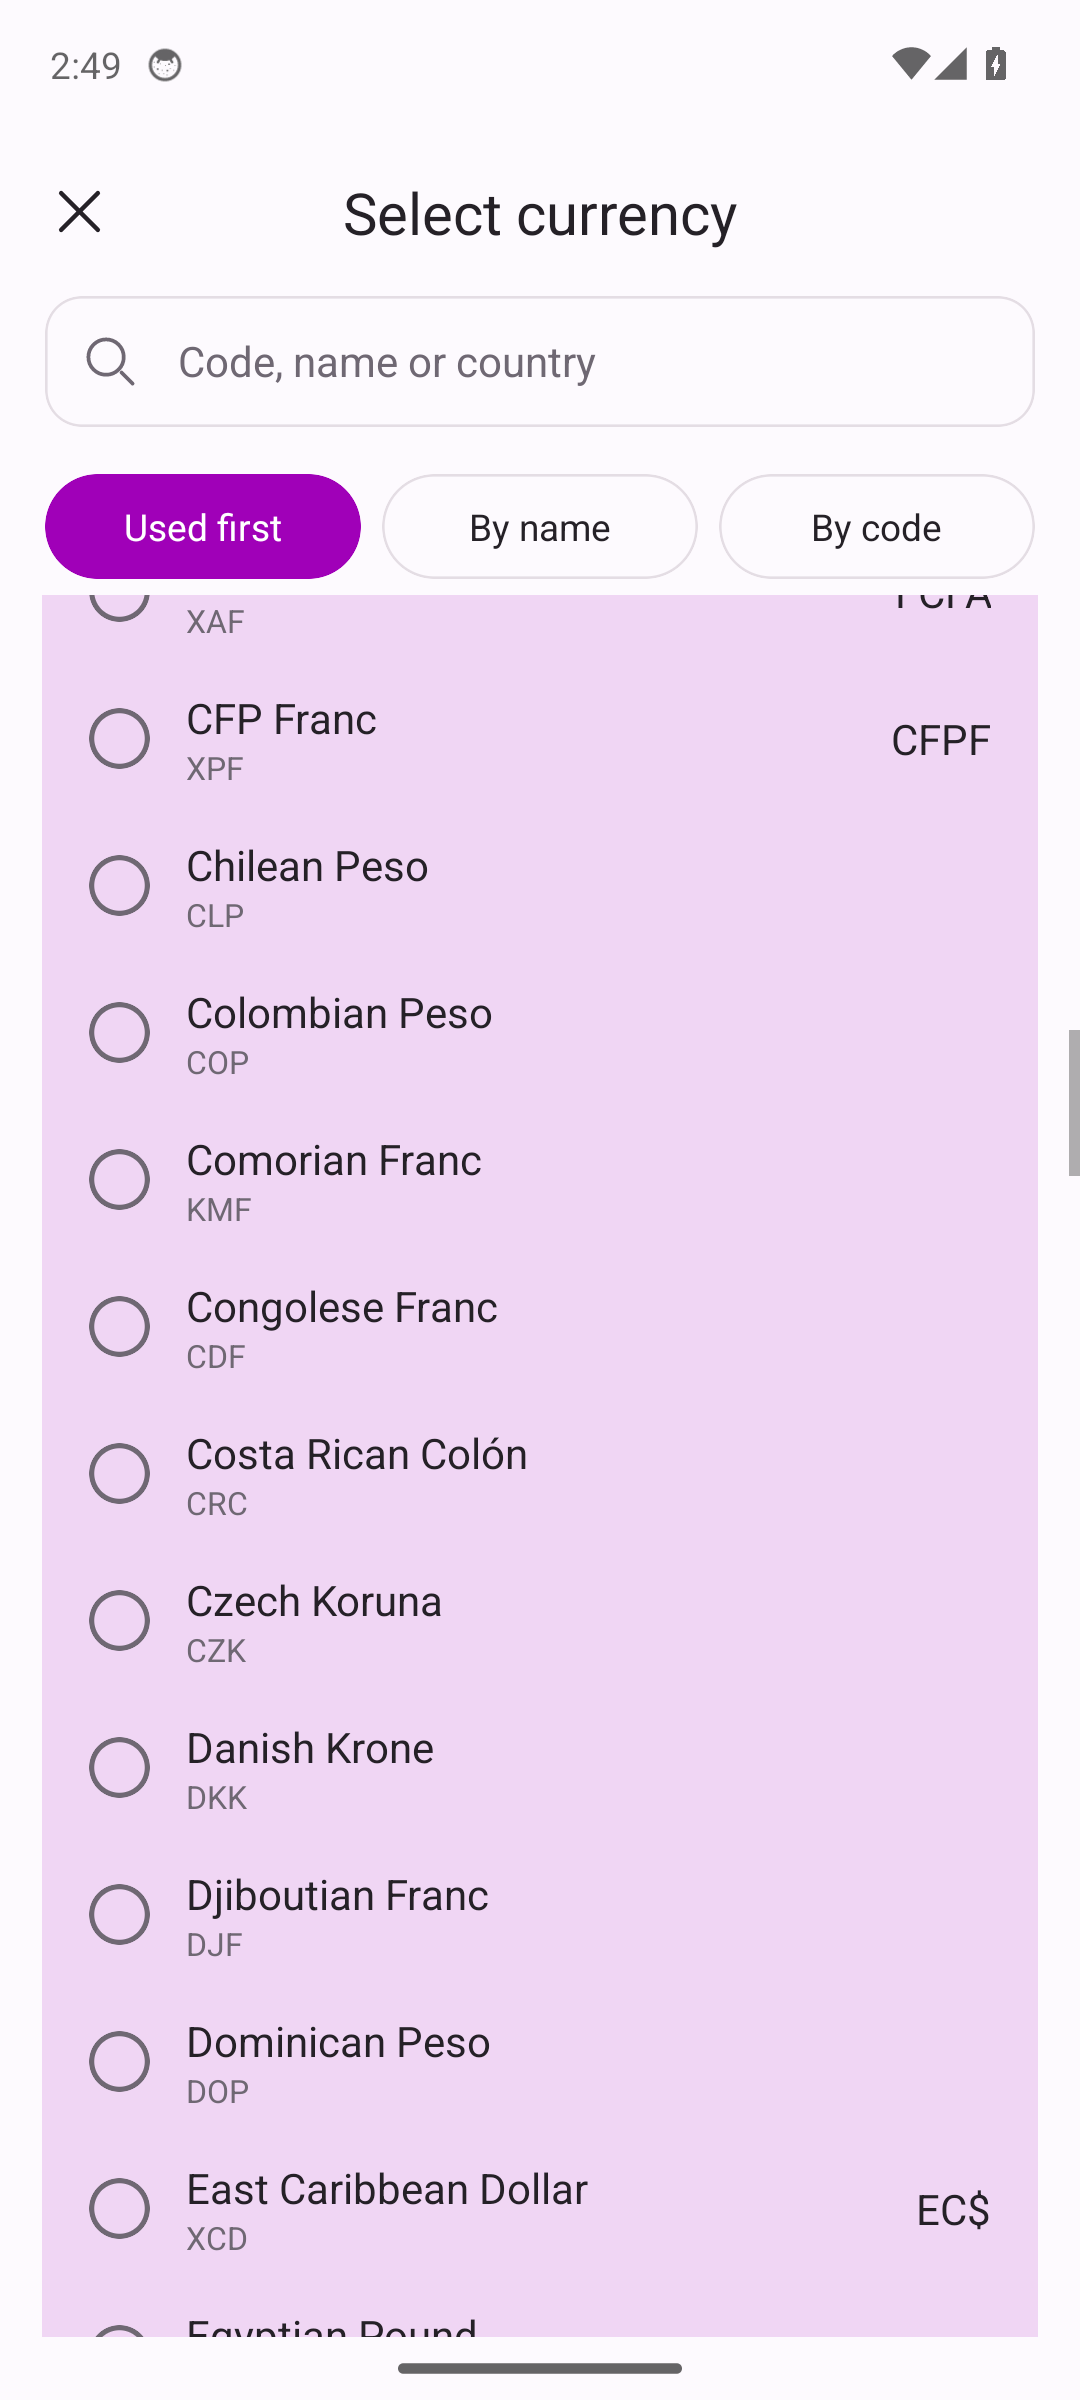 2:49
Select currency
Code, name or country
Used first
By name
By code
XAF
CFP Franc
XPF
CFPF
Chilean Peso
CLP
Colombian Peso
COP
Comorian Franc
KMF
Congolese Franc
CDF
Costa Rican Colón
CRC
Czech Koruna
CZK
Danish Krone
DKK
Djiboutian Franc
DJF
Dominican Peso
DOP
East Caribbean Dollar
XCD
EC$
Egyptian Pound